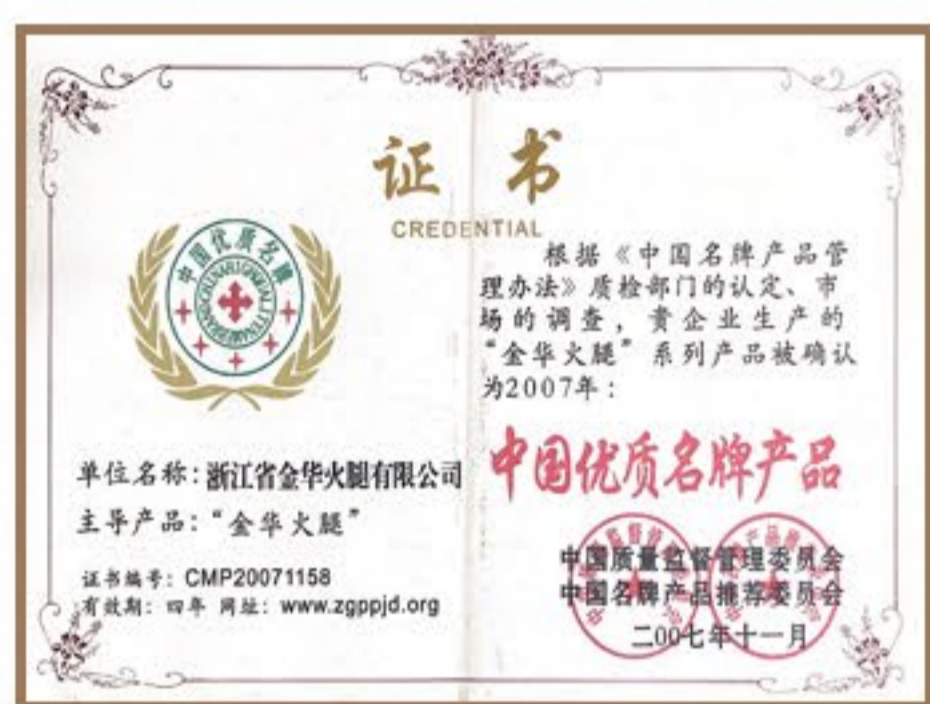 证书
CREDENTIAL
中国优质名牌
单位名称：浙江省金华火腿有限公司
主导产品：“金华火腿”
证书编号：CMP20071158
有效期：四年 网址：www.zgppjd.org
根据《中国名牌产品管
理办法》质检部门的认定、市
场的调查，贵企业生产的
“金华火腿”系列产品被确认
为2007年：
中国优质名牌产品
中国质量监督管理委员会
中国名牌产品推荐委员会
二00七年十一月